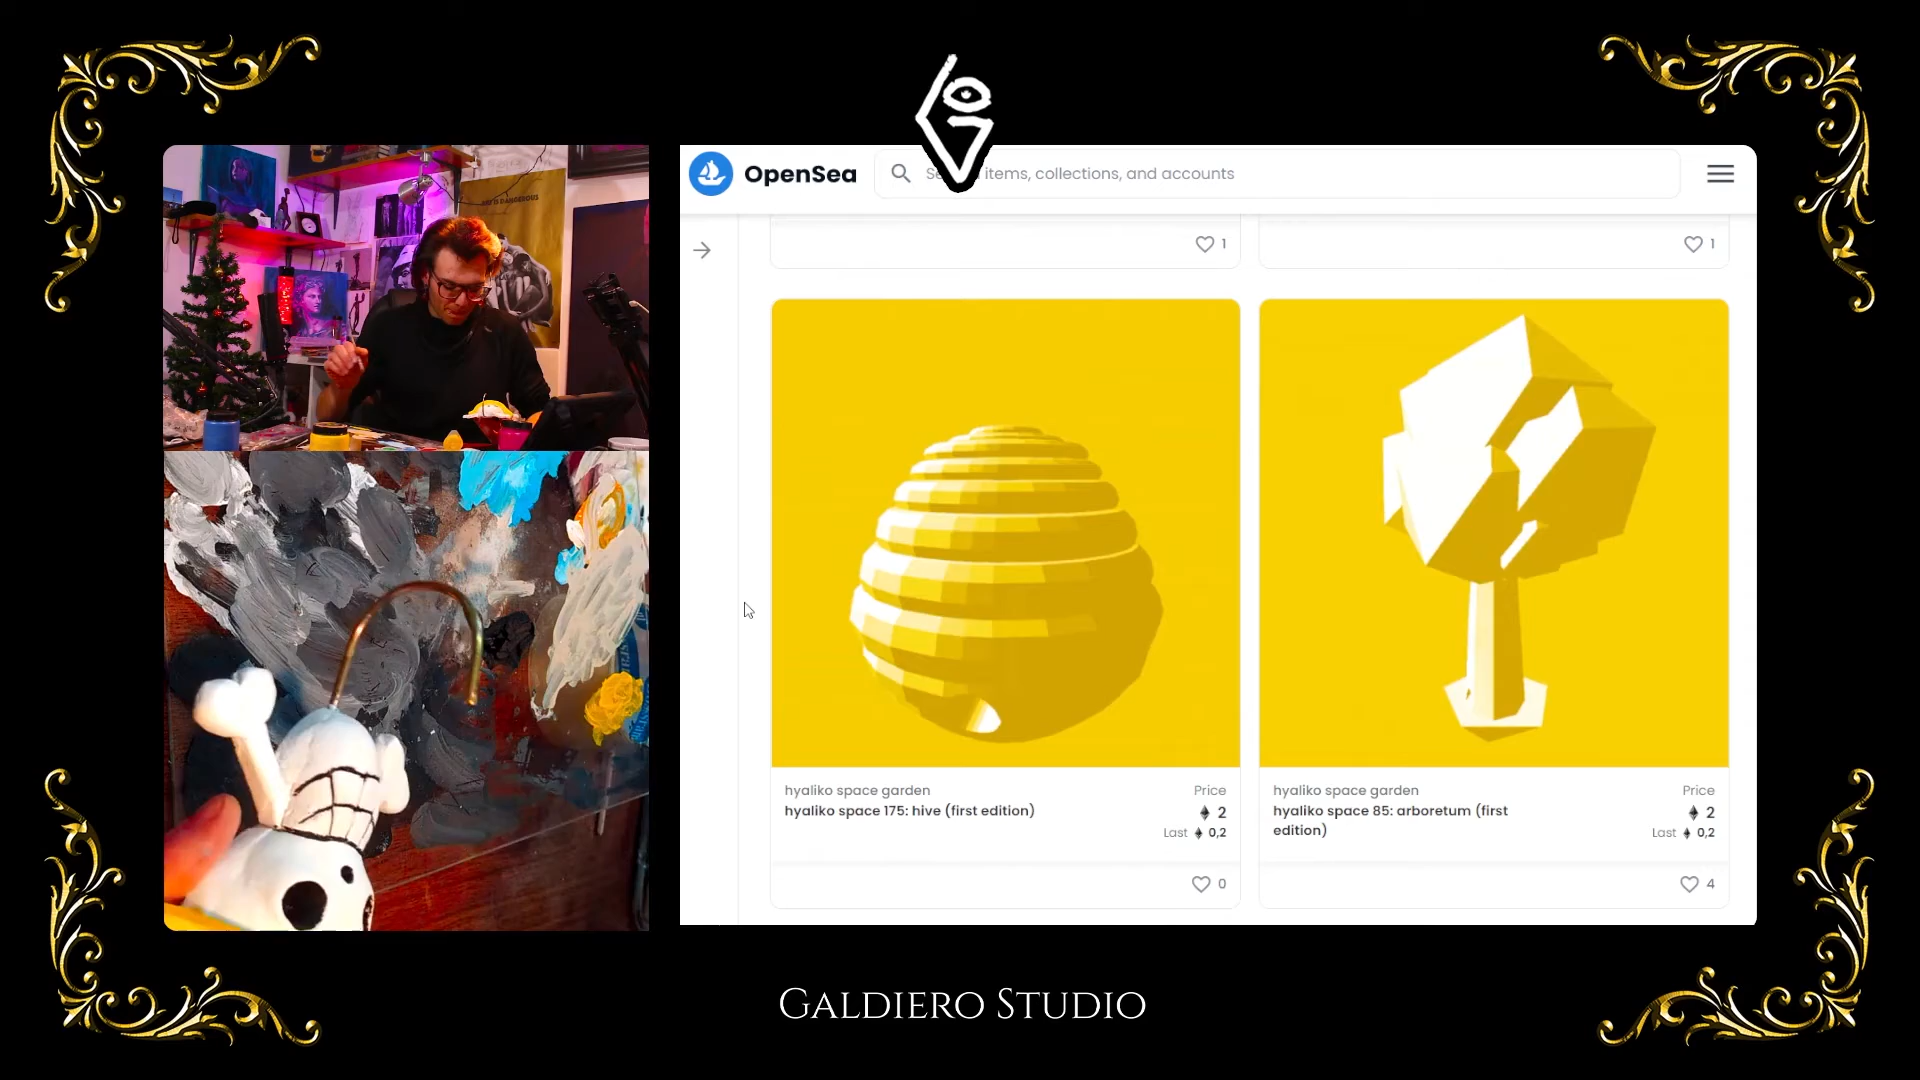 OpenSea
items, collections, and accounts
1
1
hyaliko space garden
Price
hyaliko space 175: hive (first edition)
2
Last 0,2
0
hyaliko space garden
Price
hyaliko space 85: arboretum (first
edition)
2
Last 0,2
4
GALDIERO STUDIO